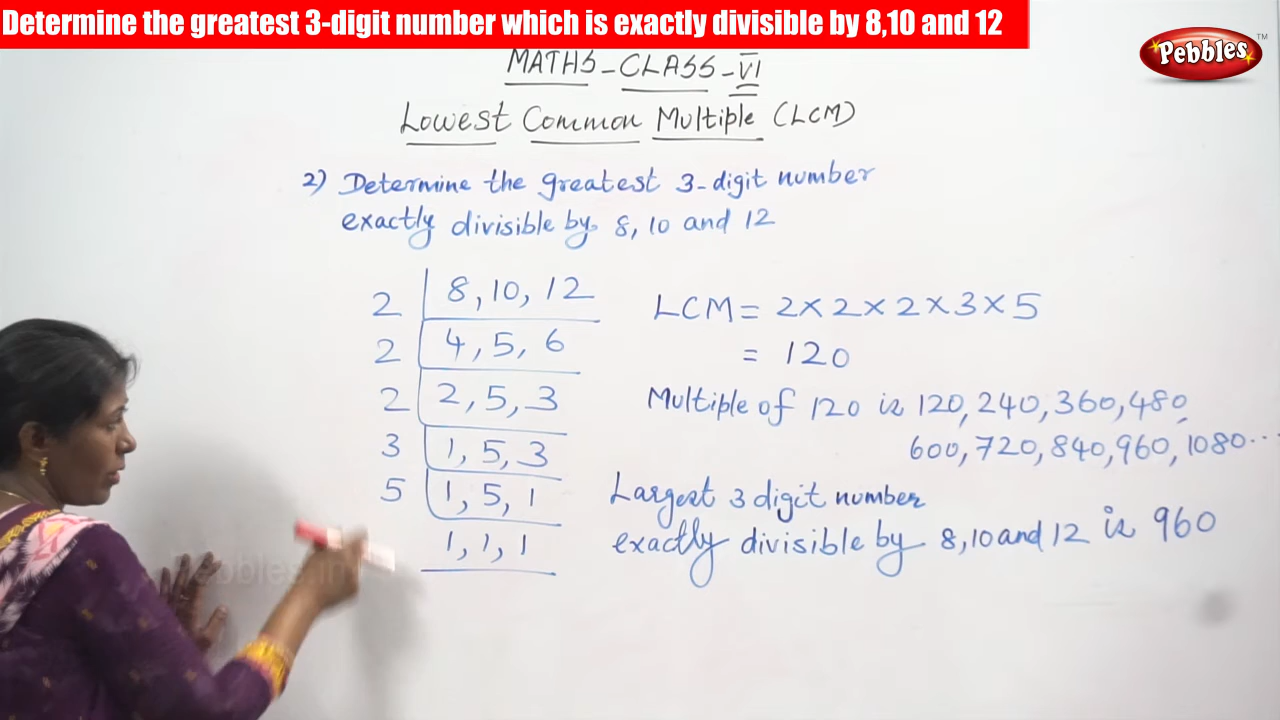 Determine the greatest 3-digit number which is exactly divisible by 8,10 and 12
Pebbles TM
MATHS - CLASS - VI
Lowest Common Multiple (LCM)
2) Determine the greatest 3-digit number
exactly divisible by 8, 10 and 12
2 8, 10, 12
2 4, 5, 6
2 2, 5, 3
3 1, 5, 3
5 1, 5, 1
1, 1, 1
LCM = 2 × 2 × 2 × 3 × 5
= 120
Multiple of 120 is 120, 240, 360, 480,
600, 720, 840, 960, 1080...
Largest 3 digit number
exactly divisible by 8, 10 and 12 is 960
Pebbles.in